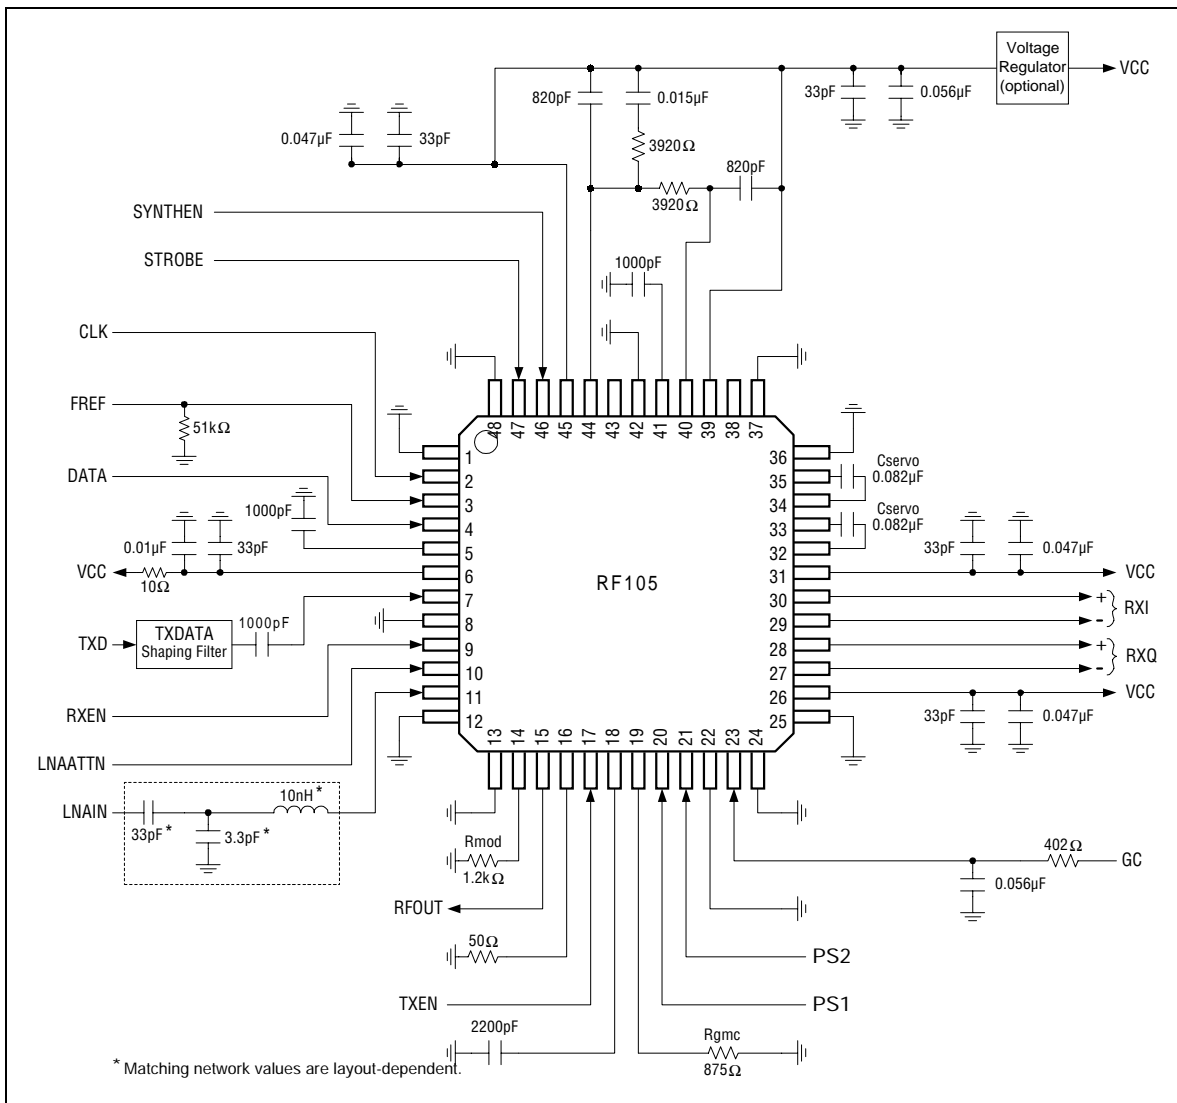 Voltage
Regulator
(optional)
VCC
820pF
0.015µF
33pF
0.056µF
0.047µF
33pF
3920Ω
820pF
3920Ω
SYNTHEN
STROBE
1000pF
CLK
FREF
51kΩ
DATA
1000pF
0.01µF
33pF
VCC
10Ω
TXD
TXDATA
Shaping Filter
1000pF
RXEN
LNAATTN
LNAIN
33pF*
3.3pF*
10nH*
48 47 46 45 44 43 42 41 40 39 38 37
1
2
3
4
5
6
7
8
9
10
11
12
RF105
36
35
34
33
32
31
30
29
28
27
26
25
13 14 15 16 17 18 19 20 21 22 23 24
Cservo
0.082µF
Cservo
0.082µF
33pF
0.047µF
VCC
+
-
RXI
+
-
RXQ
VCC
33pF
0.047µF
Rmod
1.2kΩ
402Ω
GC
0.056µF
RFOUT
50Ω
PS2
TXEN
PS1
2200pF
Rgmc
875Ω
* Matching network values are layout-dependent.